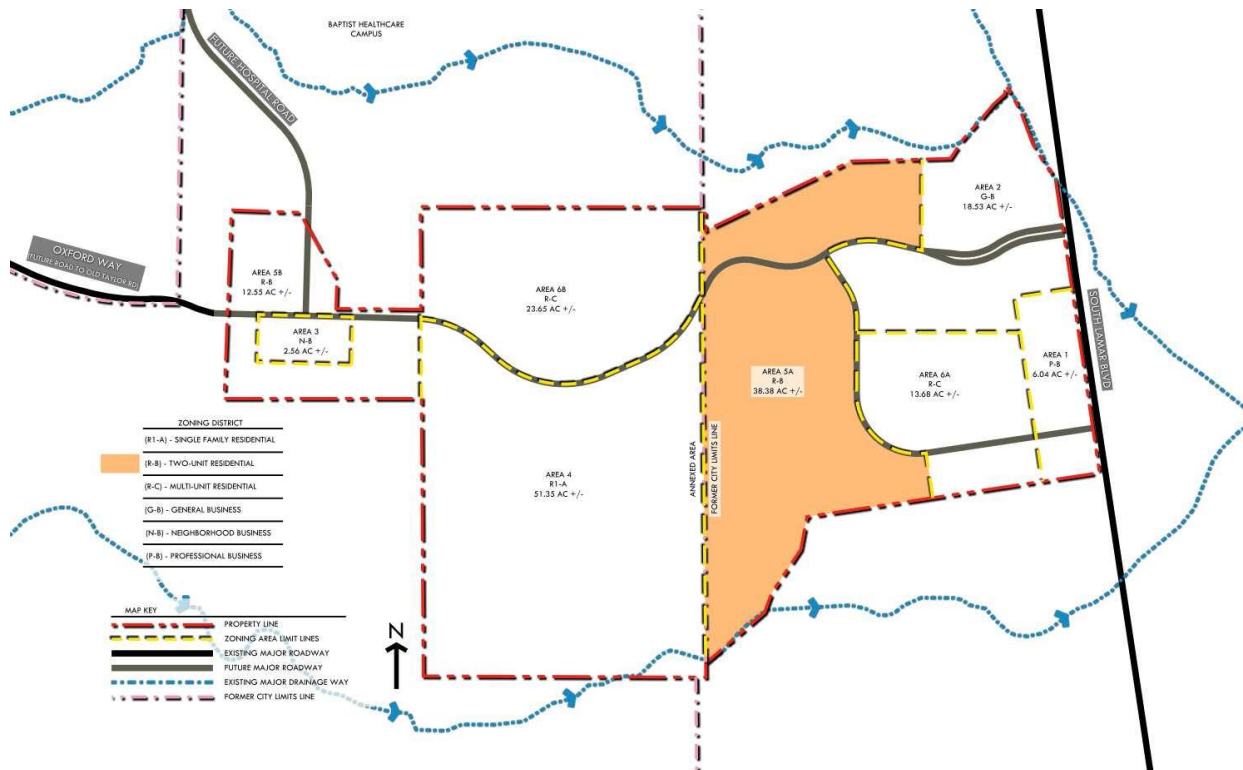 BAPTIST HEALTHCARE
CAMPUS
FUTURE HOSPITAL ROAD
OXFORD WAY
(FUTURE ROAD TO OLD TAYLOR RD)
AREA 5B
R-B
12.55 AC +/-
AREA 3
N-B
2.56 AC +/-
AREA 6B
R-C
23.65 AC +/-
AREA 4
R1-A
51.35 AC +/-
ANNEXED AREA
FORMER CITY LIMITS LINE
AREA 5A
R-B
38.38 AC +/-
AREA 2
G-B
18.53 AC +/-
AREA 6A
R-C
13.68 AC +/-
AREA 1
P-B
6.04 AC +/-
SOUTH LAMAR BLVD
ZONING DISTRICT
(R1-A) - SINGLE FAMILY RESIDENTIAL
(R-B) - TWO-UNIT RESIDENTIAL
(R-C) - MULTI-UNIT RESIDENTIAL
(G-B) - GENERAL BUSINESS
(N-B) - NEIGHBORHOOD BUSINESS
(P-B) - PROFESSIONAL BUSINESS
MAP KEY
PROPERTY LINE
ZONING AREA LIMIT LINES
EXISTING MAJOR ROADWAY
FUTURE MAJOR ROADWAY
EXISTING MAJOR DRAINAGE WAY
FORMER CITY LIMITS LINE
N